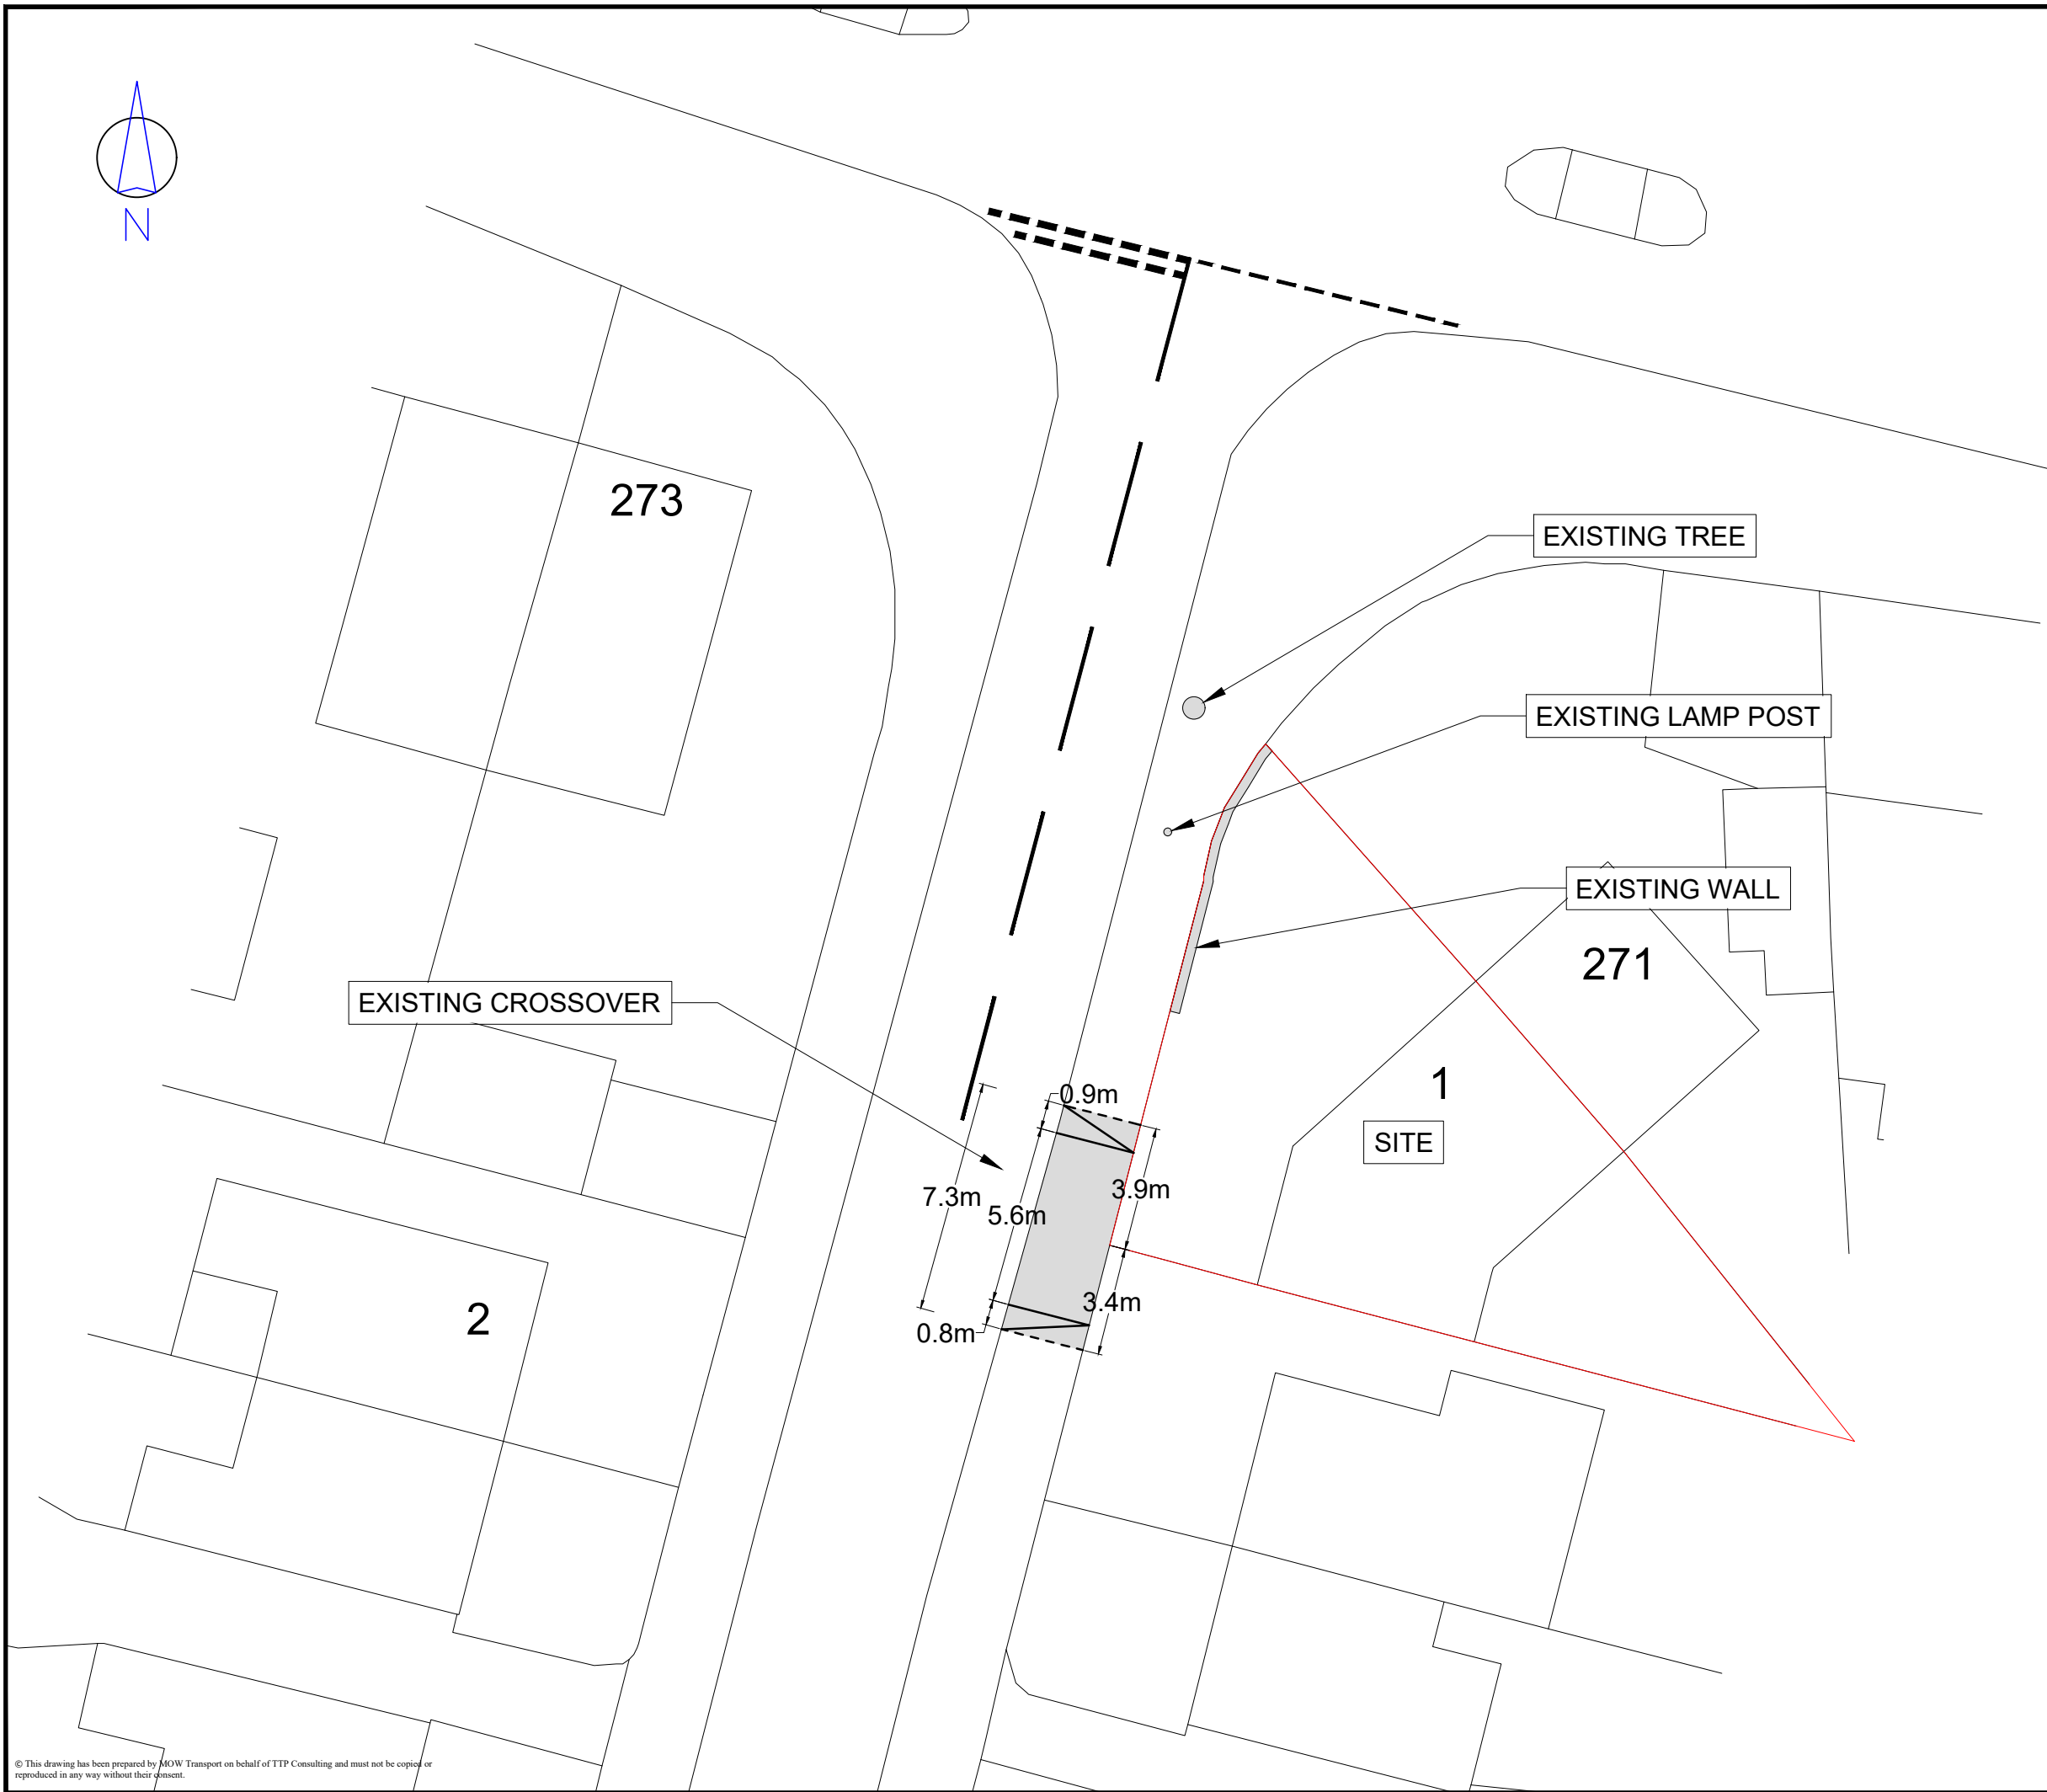 N
273
EXISTING TREE
EXISTING LAMP POST
EXISTING WALL
271
EXISTING CROSSOVER
1
0.9m
SITE
7.3m
3.9m
5.6m
3.4m
2
0.8m
© This drawing has been prepared by MOW Transport on behalf of TTP Consulting and must not be copied or
reproduced in any way without their consent.